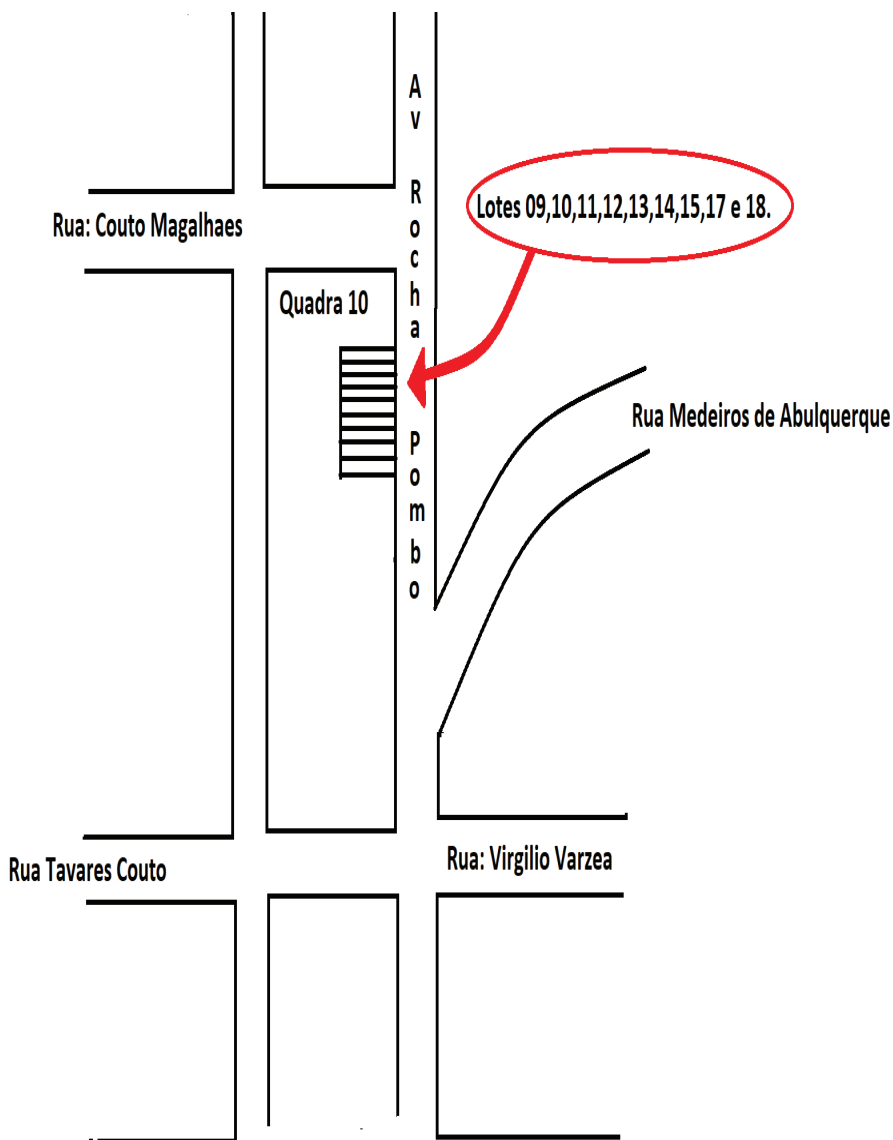 Av Rocha Pombo
Lotes 09,10,11,12,13,14,15,17 e 18.
Rua: Couto Magalhaes
Quadra 10
Rua Medeiros de Abulquerque
Rua Tavares Couto
Rua: Virgilio Varzea